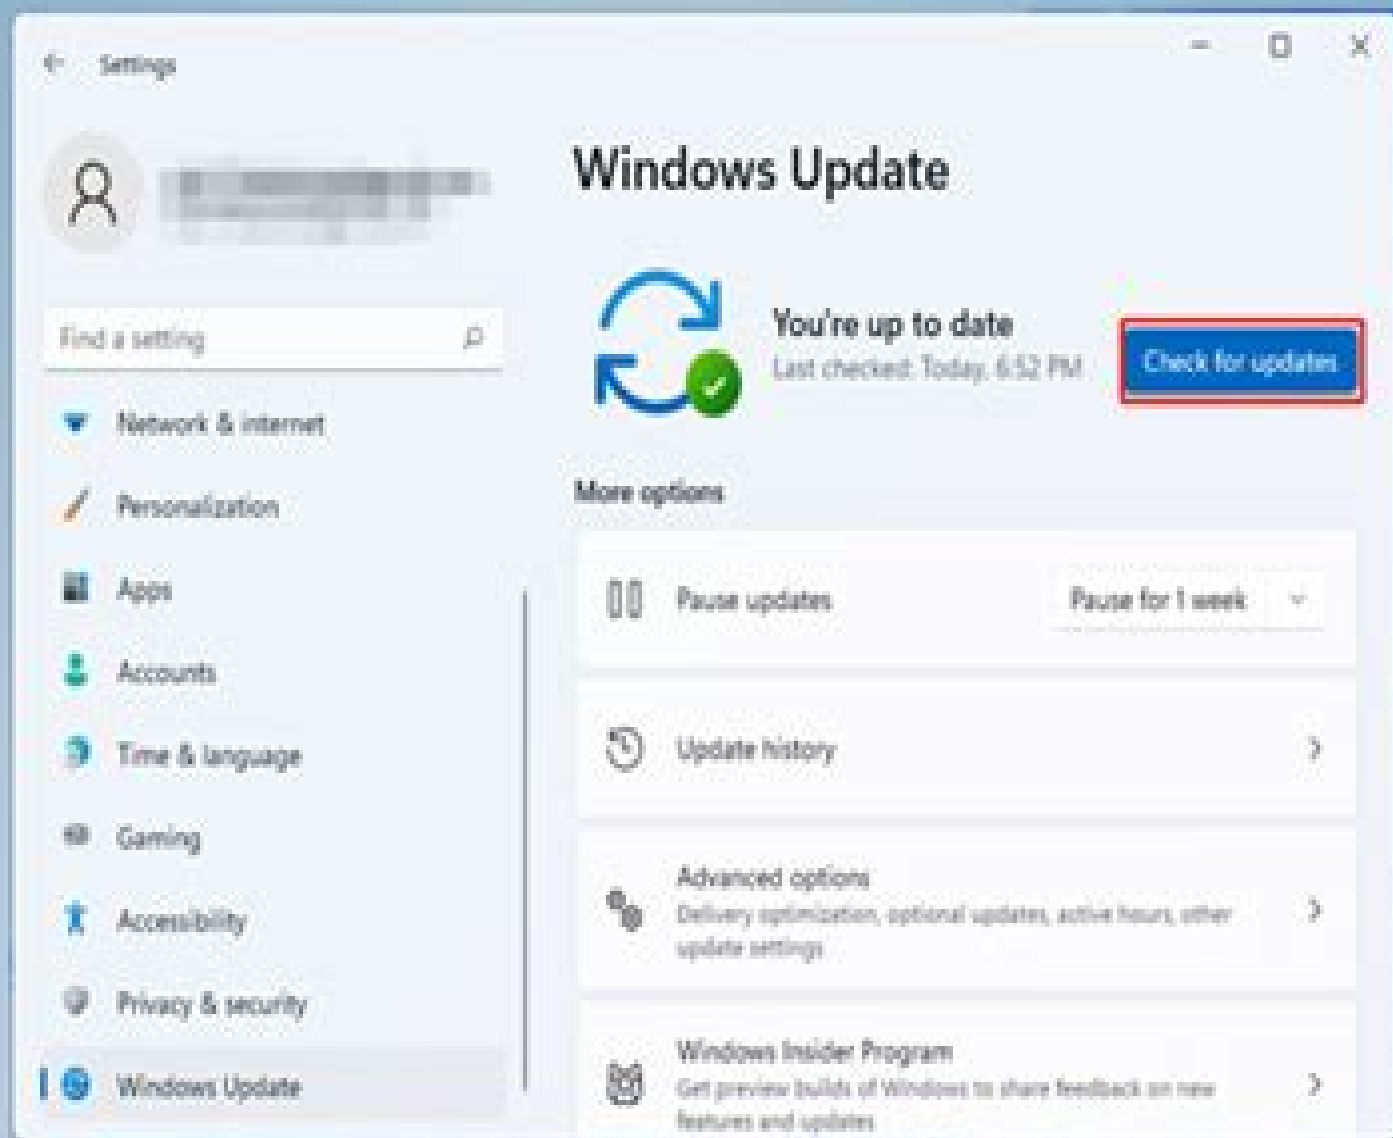 Settings
Find a setting
Network & internet
Personalization
Apps
Accounts
Time & language
Gaming
Accessibility
Privacy & security
Windows Update
Windows Update
You're up to date
Last checked: Today, 6:52 PM
Check for updates
More options
Pause updates
Pause for 1 week
Update history
Advanced options
Delivery optimization, optional updates, active hours, other
update settings
Windows Insider Program
Get preview builds of Windows to share feedback on new
features and updates